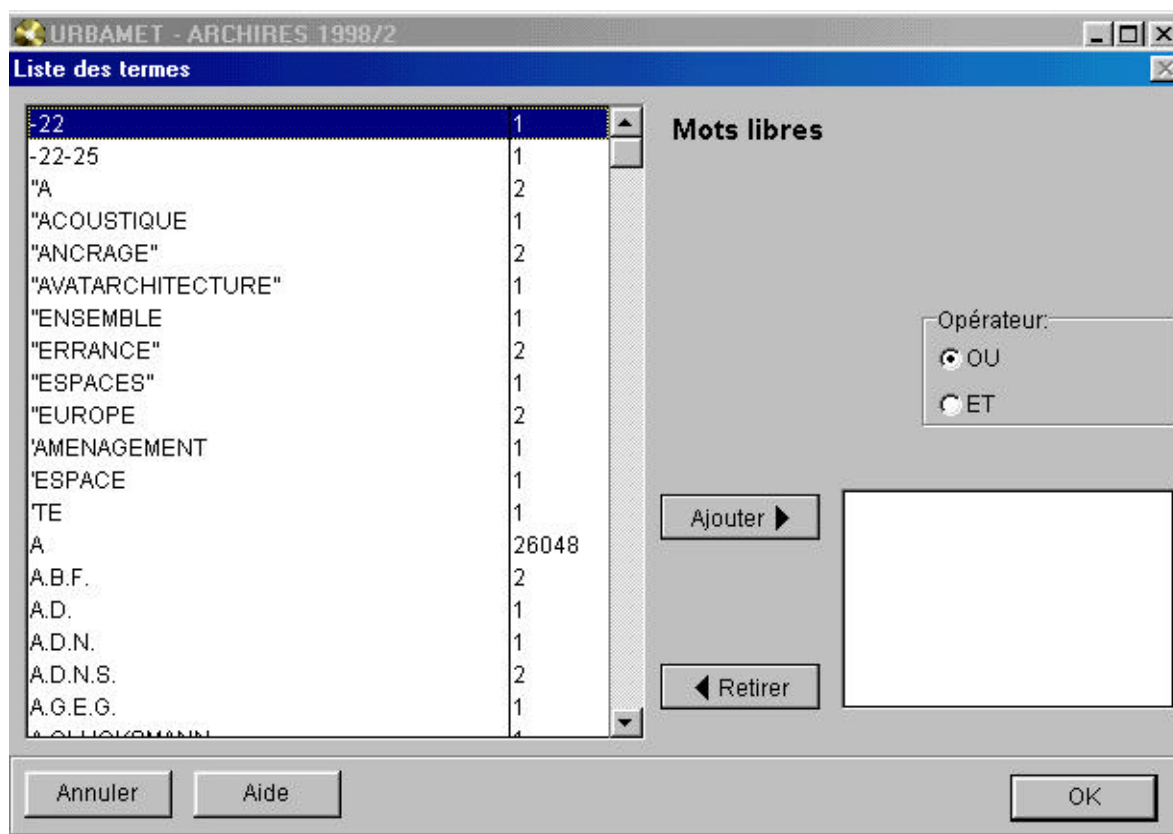 URBAMET - ARCHIRES 1998/2
Liste des termes
-22 1
-22-25 1
"A 2
"ACOUSTIQUE 1
"ANCRAGE" 2
"AVATARCHITECTURE" 1
"ENSEMBLE 1
"ERRANCE" 2
"ESPACES" 1
"EUROPE 2
'AMENAGEMENT 1
'ESPACE 1
'TE 1
A 26048
A.B.F. 2
A.D. 1
A.D.N. 1
A.D.N.S. 2
A.G.E.G. 1
Mots libres
Opérateur:
OU
ET
Ajouter
Retirer
Annuler
Aide
OK